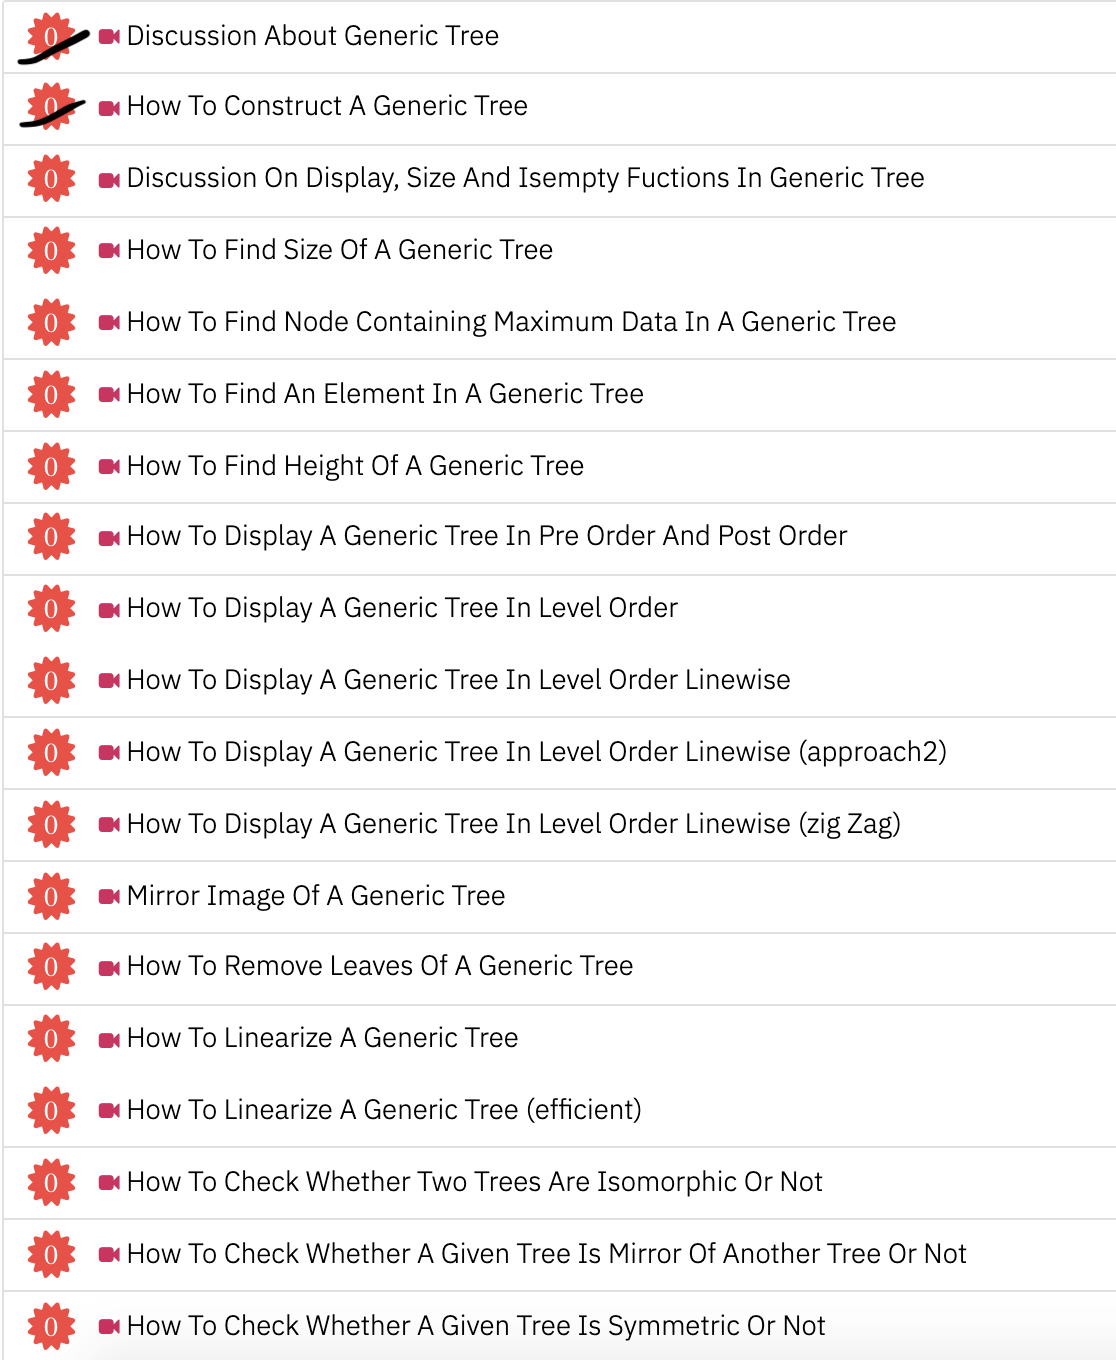 0 Discussion About Generic Tree
0 How To Construct A Generic Tree
0 Discussion On Display, Size And Isempty Fuctions In Generic Tree
0 How To Find Size Of A Generic Tree
0 How To Find Node Containing Maximum Data In A Generic Tree
0 How To Find An Element In A Generic Tree
0 How To Find Height Of A Generic Tree
0 How To Display A Generic Tree In Pre Order And Post Order
0 How To Display A Generic Tree In Level Order
0 How To Display A Generic Tree In Level Order Linewise
0 How To Display A Generic Tree In Level Order Linewise (approach2)
0 How To Display A Generic Tree In Level Order Linewise (zig Zag)
0 Mirror Image Of A Generic Tree
0 How To Remove Leaves Of A Generic Tree
0 How To Linearize A Generic Tree
0 How To Linearize A Generic Tree (efficient)
0 How To Check Whether Two Trees Are Isomorphic Or Not
0 How To Check Whether A Given Tree Is Mirror Of Another Tree Or Not
0 How To Check Whether A Given Tree Is Symmetric Or Not